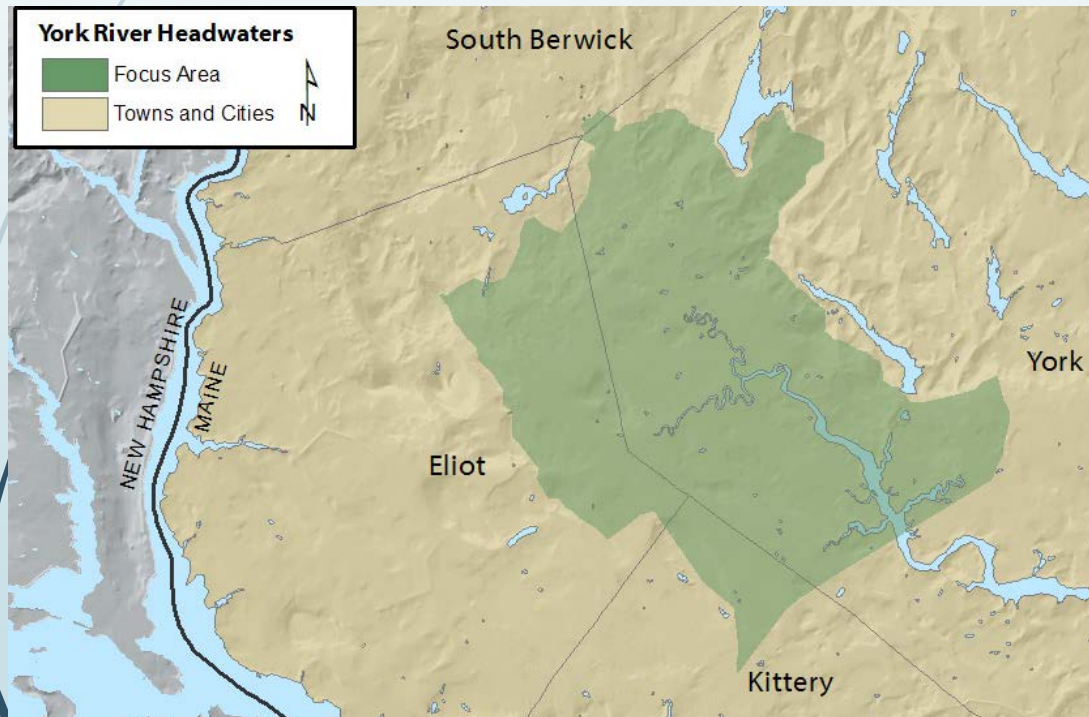 York River Headwaters
Focus Area
Towns and Cities
N
South Berwick
NEW HAMPSHIRE
MAINE
York
Eliot
Kittery